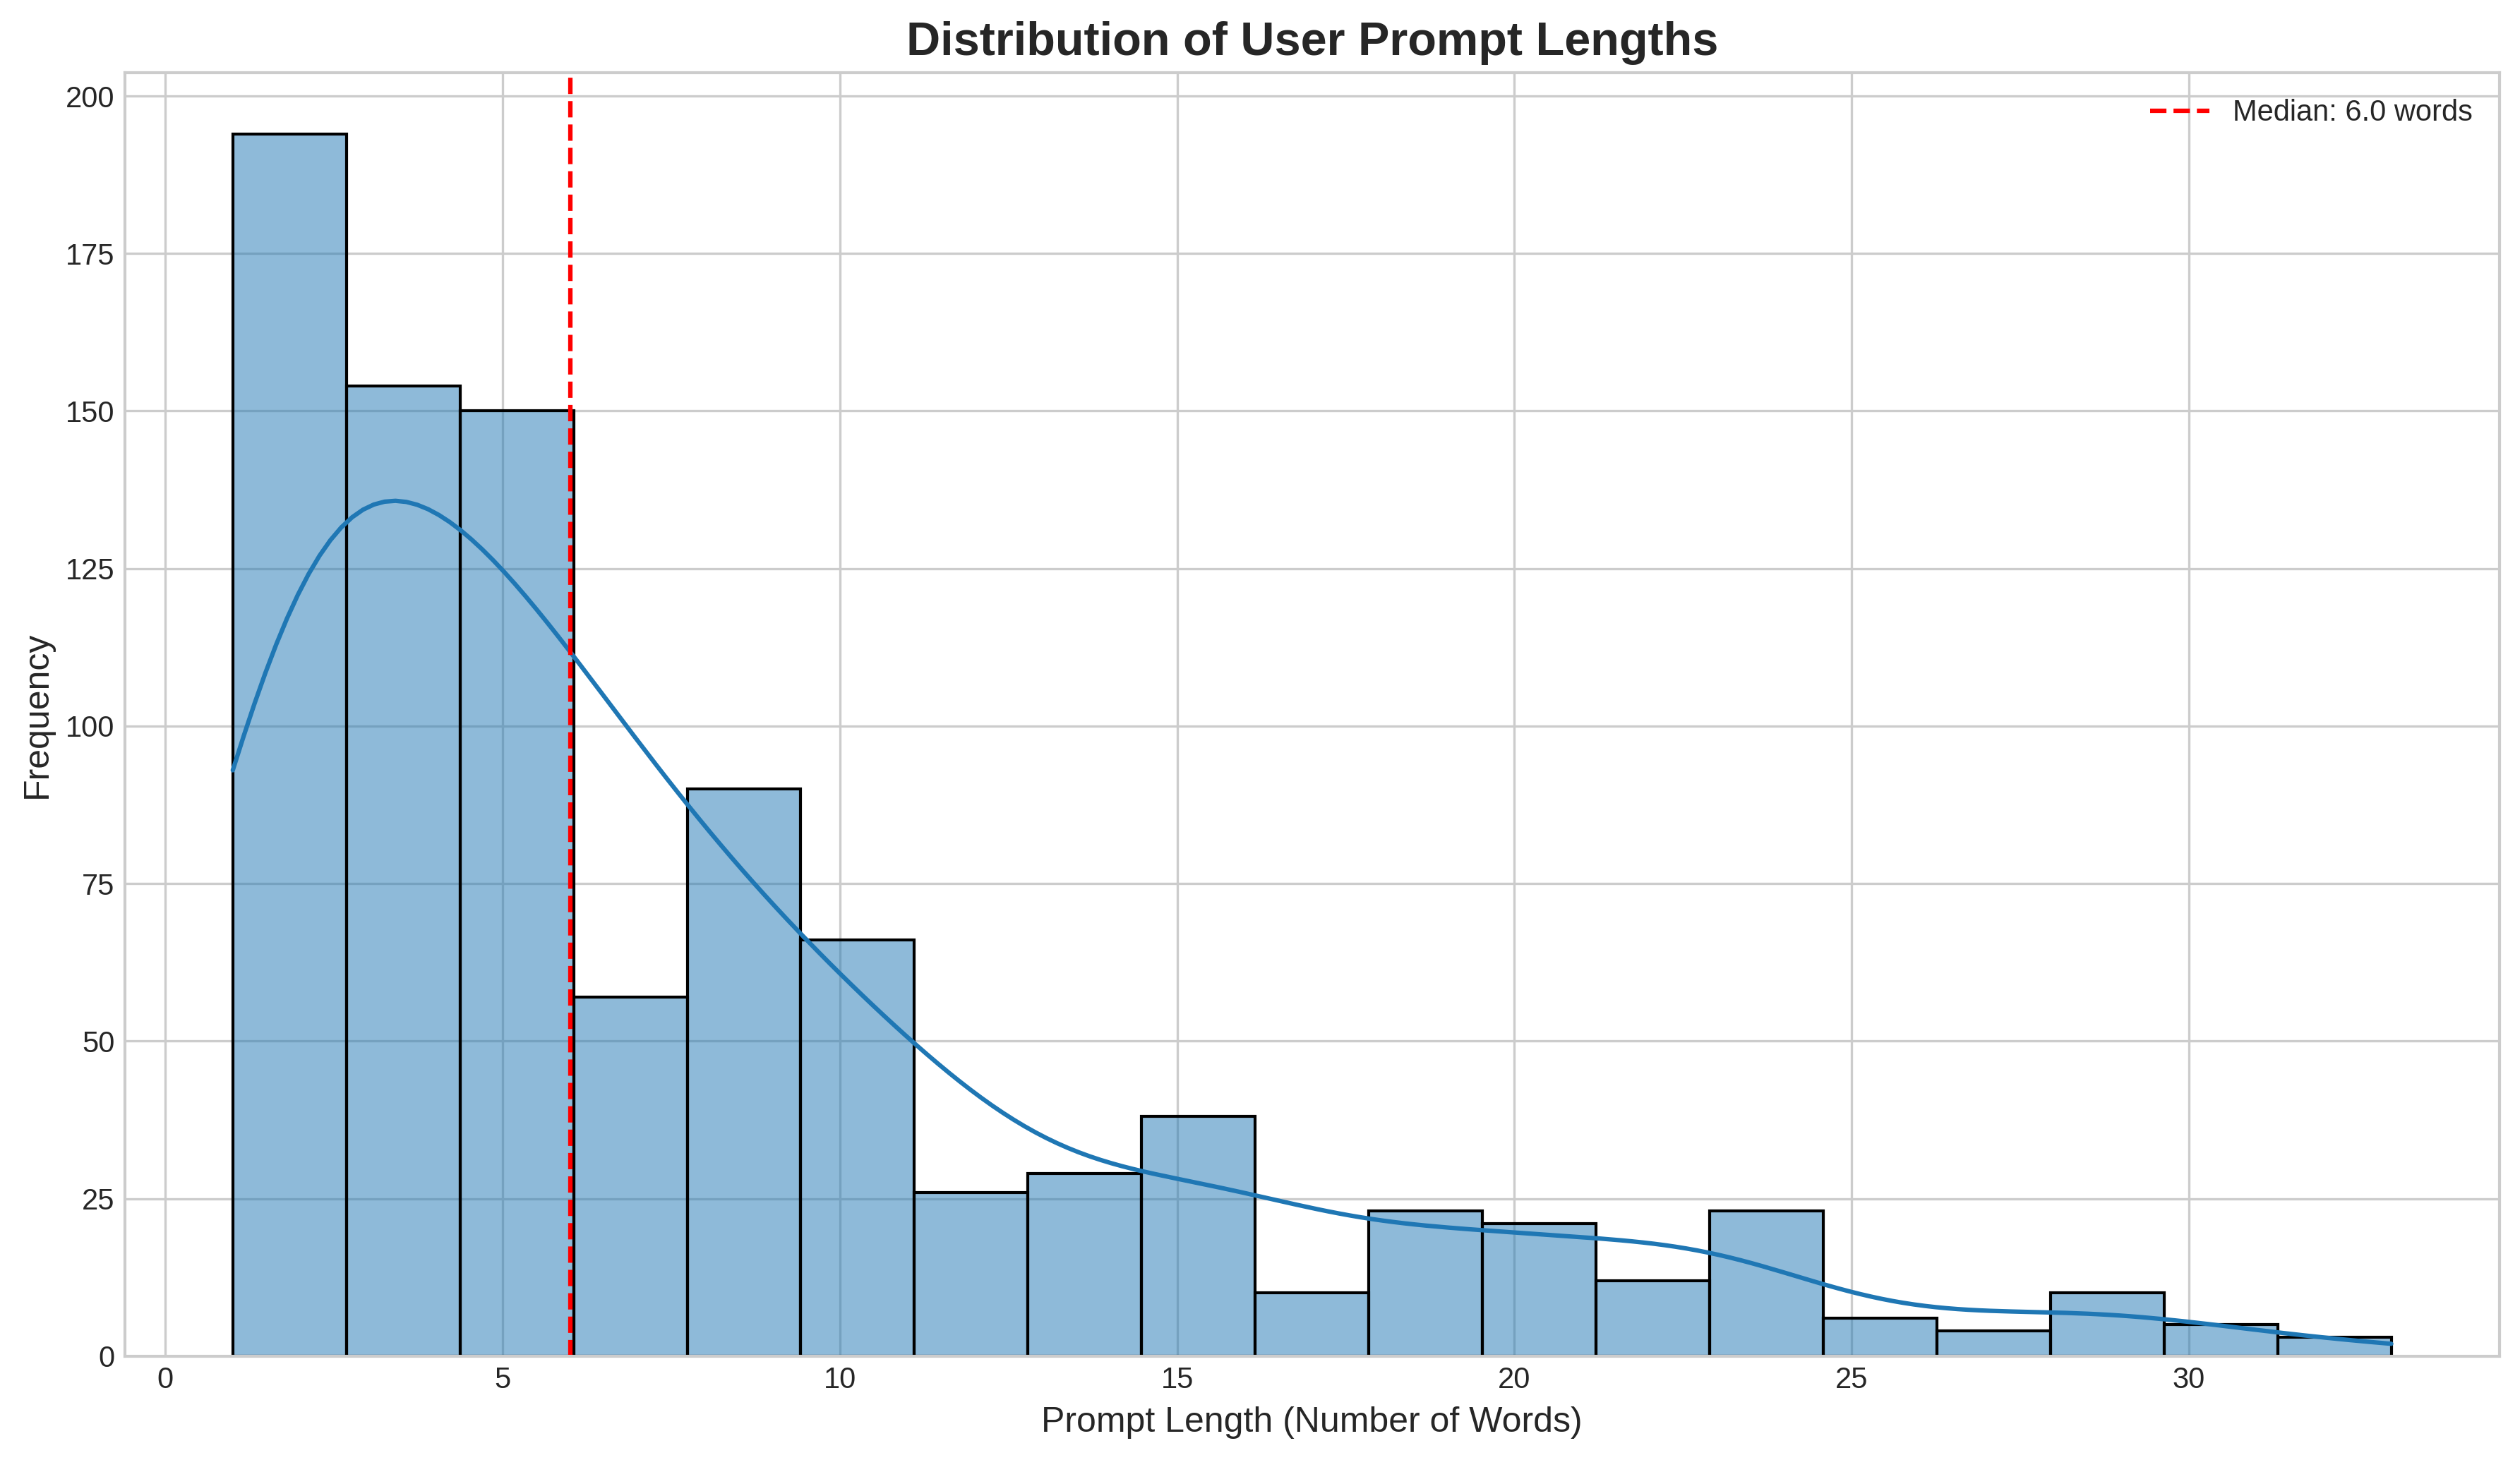 Distribution of User Prompt Lengths
Median: 6.0 words
200
175
150
125
100
75
50
25
0
Frequency
0 5 10 15 20 25 30
Prompt Length (Number of Words)